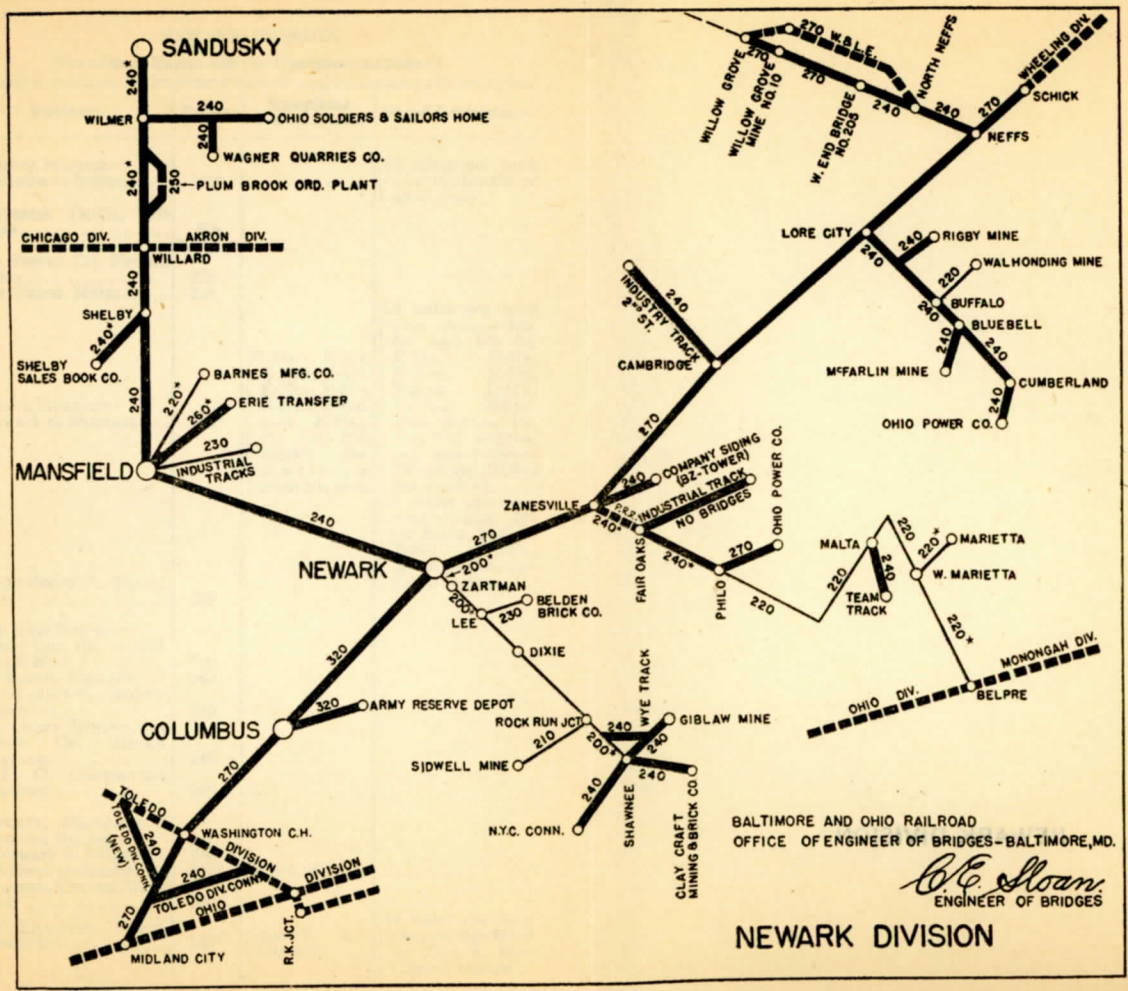 SANDUSKY
240*
WILMER
240
OHIO SOLDIERS & SAILORS HOME
240
WAGNER QUARRIES CO.
240*
250
PLUM BROOK ORD. PLANT
CHICAGO DIV.
AKRON DIV.
WILLARD
240
SHELBY
240*
SHELBY
SALES BOOK CO.
240
220*
BARNES MFG. CO.
260*
ERIE TRANSFER
230
INDUSTRIAL
TRACKS
MANSFIELD
240
NEWARK
270
200*
ZARTMAN
200*
LEE
230
BELDEN
BRICK CO.
DIXIE
ROCK RUN JCT.
210
SIDWELL MINE
200*
240
WYE TRACK
240
GIBLAW MINE
240
CLAY CRAFT
MINING & BRICK CO.
SHAWNEE
240
N.Y.C. CONN.
320
COLUMBUS
320
ARMY RESERVE DEPOT
270
TOLEDO
DIVISION
WASHINGTON C.H.
TOLEDO DIV. CONN.
(NEW)
240
240
TOLEDO DIV. CONN.
270
OHIO
DIVISION
R.K. JCT.
MIDLAND CITY
270
W.&L.E.
NORTH NEFFS
WHEELING DIV.
WILLOW GROVE
270
WILLOW GROVE
MINE NO. 10
270
W. END BRIDGE
NO. 205
240
240
270
SCHICK
NEFFS
LORE CITY
240
240
RIGBY MINE
220
WALHONDING MINE
BUFFALO
240
BLUEBELL
240
McFARLIN MINE
240
CUMBERLAND
240
OHIO POWER CO.
INDUSTRY TRACK
2ND ST.
240
CAMBRIDGE
270
ZANESVILLE
240
COMPANY SIDING
(BZ-TOWER)
P.R.R.
240*
INDUSTRIAL TRACK
NO BRIDGES
FAIR OAKS
240*
270
OHIO POWER CO.
PHILO
220
220
MALTA
240
TEAM
TRACK
220
220*
MARIETTA
W. MARIETTA
220*
OHIO DIV.
MONONGAH DIV.
BELPRE
BALTIMORE AND OHIO RAILROAD
OFFICE OF ENGINEER OF BRIDGES-BALTIMORE, MD.
C.E. Sloan.
ENGINEER OF BRIDGES
NEWARK DIVISION